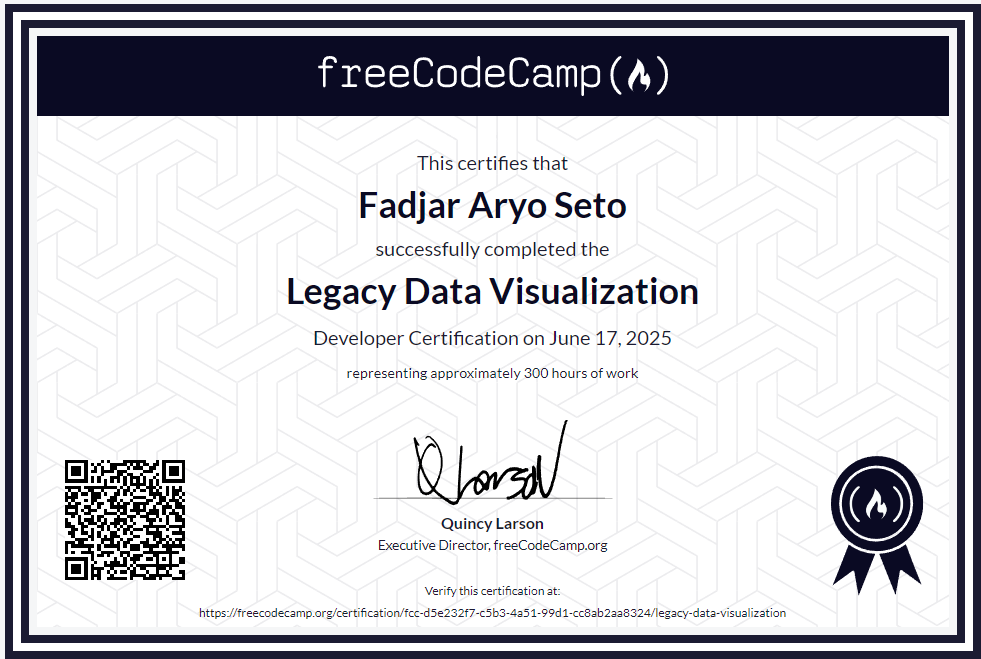 freeCodeCamp
This certifies that
Fadjar Aryo Seto
successfully completed the
Legacy Data Visualization
Developer Certification on June 17, 2025
representing approximately 300 hours of work
Q Larson
Quincy Larson
Executive Director, freeCodeCamp.org
Verify this certification at:
https://freecodecamp.org/certification/fcc-d5e232f7-c5b3-4a51-99d1-cc8ab2aa8324/legacy-data-visualization